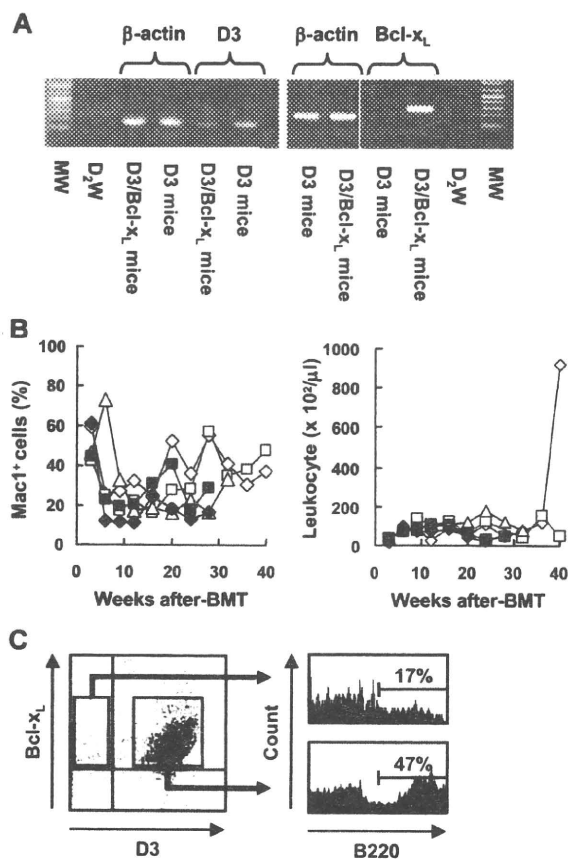 A
β-actin D3 β-actin Bcl-xL
MW
D2W
D3/Bcl-xL mice
D3 mice
D3/Bcl-xL mice
D3 mice
D3 mice
D3/Bcl-xL mice
D3 mice
D3/Bcl-xL mice
D2W
MW
B
Mac1+ cells (%)
100
80
60
40
20
0
0 10 20 30 40
Weeks after-BMT
Leukocyte (x 10²/μl)
1000
800
600
400
200
0
0 10 20 30 40
Weeks after-BMT
C
Bcl-xL
D3
Count
17%
47%
B220